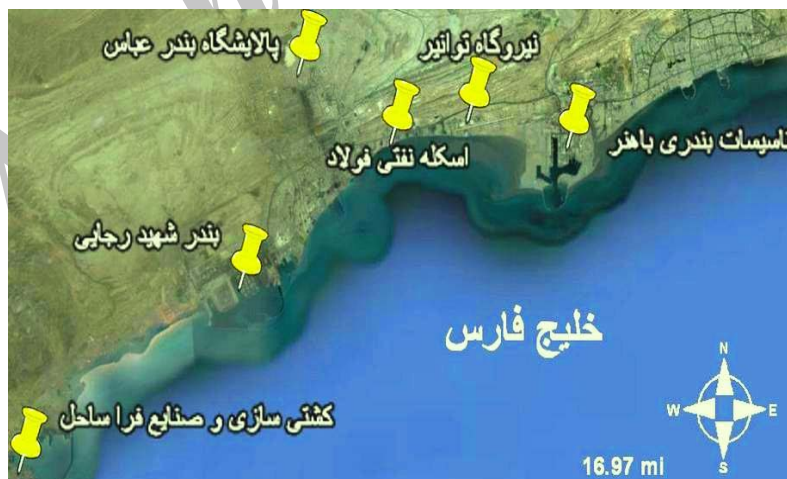 پالایشگاه بندر عباس
نیروگاه توانیر
تاسیسات بندری باهنر
اسکله نفتی فولاد
بندر شهید رجایی
خلیج فارس
کشتی سازی و صنایع فرا ساحل
N
W
E
S
16.97 mi